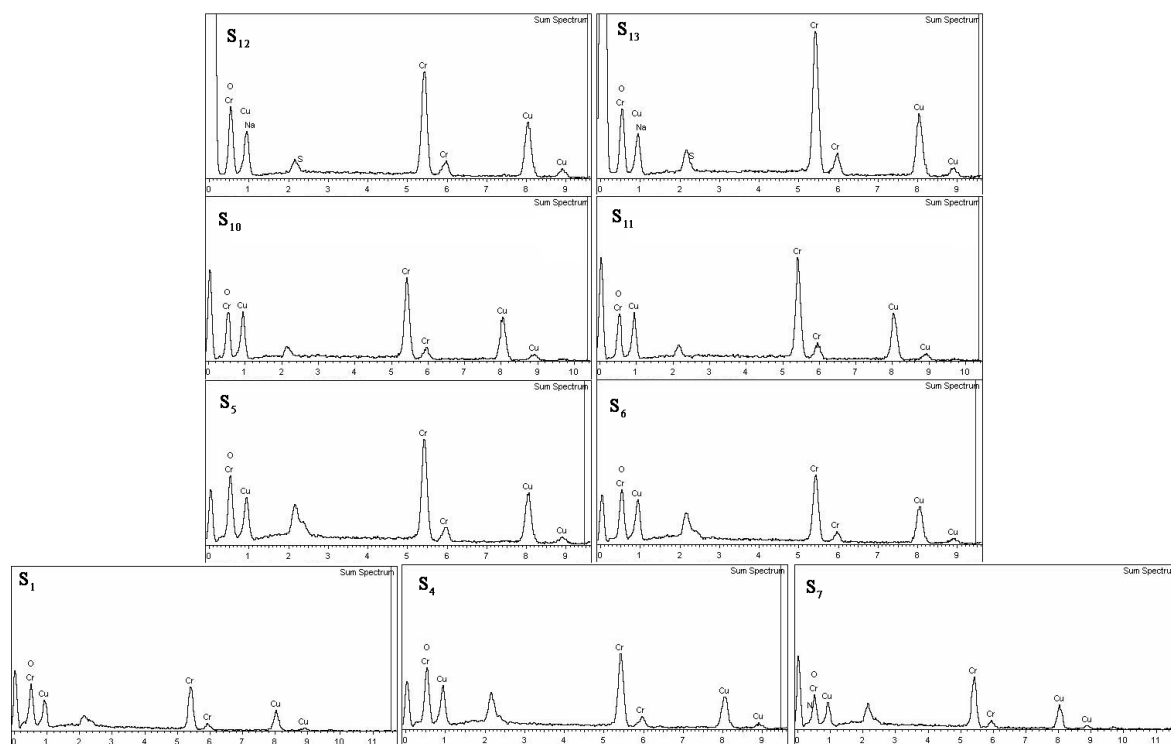 Sum Spectrum
S12
Cr
O
Cr
Cu
Cu
Na
S
Cr
Cu
0 1 2 3 4 5 6 7 8 9
Sum Spectrum
S13
Cr
O
Cr
Cu
Cu
Na
S
Cr
Cu
0 1 2 3 4 5 6 7 8 9
Sum Spectrum
S10
Cr
O
Cr
Cu
Cu
Cr
Cu
0 1 2 3 4 5 6 7 8 9 10
Sum Spectrum
S11
Cr
O
Cr
Cu
Cu
Cr
Cu
0 1 2 3 4 5 6 7 8 9 10
Sum Spectrum
S5
Cr
O
Cr
Cu
Cu
Cr
Cu
0 1 2 3 4 5 6 7 8 9
Sum Spectrum
S6
Cr
O
Cr
Cu
Cu
Cr
Cu
0 1 2 3 4 5 6 7 8 9
Sum Spectrum
S1
O
Cr
Cr
Cu
Cu
Cr
Cu
0 1 2 3 4 5 6 7 8 9 10 11
Sum Spectrum
S4
O
Cr
Cr
Cu
Cu
Cr
Cu
0 1 2 3 4 5 6 7 8 9
Sum Spectrum
S7
O
Cr
Cr
N
Cu
Cu
Cr
Cu
0 1 2 3 4 5 6 7 8 9 10 11